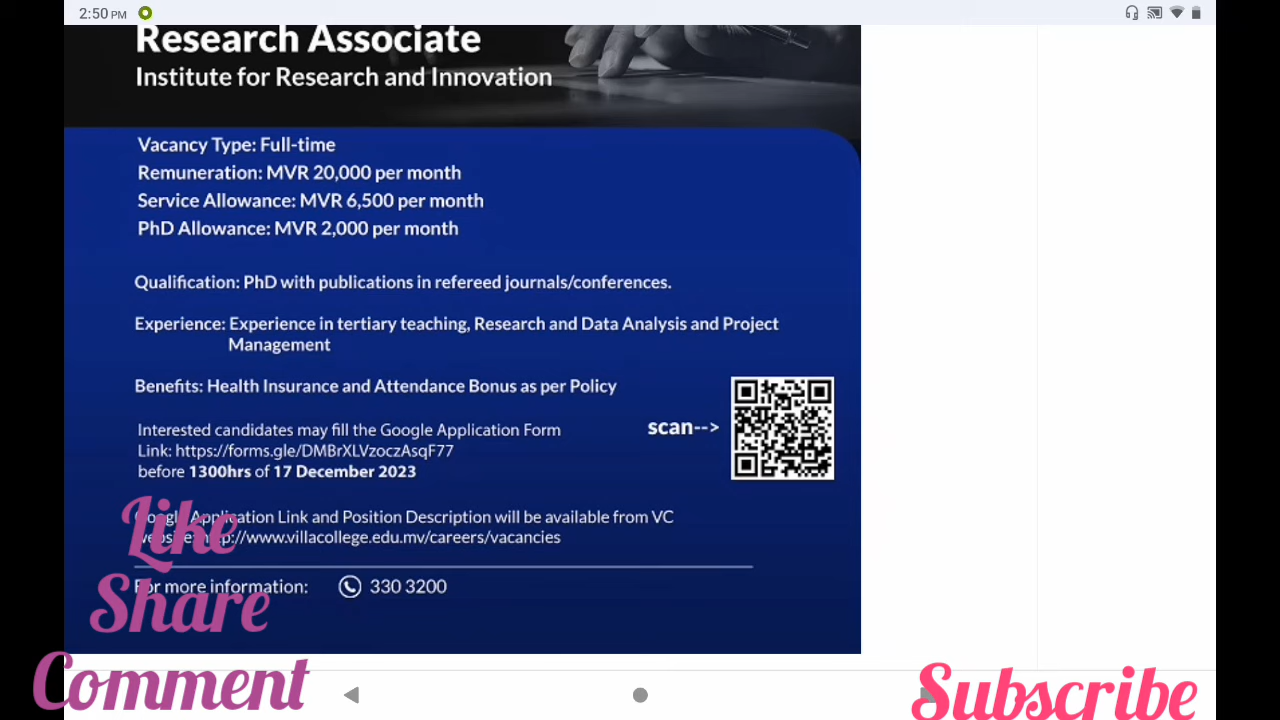 2:50 PM
Research Associate
Institute for Research and Innovation
Vacancy Type: Full-time
Remuneration: MVR 20,000 per month
Service Allowance: MVR 6,500 per month
PhD Allowance: MVR 2,000 per month
Qualification: PhD with publications in refereed journals/conferences.
Experience: Experience in tertiary teaching, Research and Data Analysis and Project
Management
Benefits: Health Insurance and Attendance Bonus as per Policy
scan-->
Interested candidates may fill the Google Application Form
Link: https://forms.gle/DMBrXLVzoczAsqF77
before 1300hrs of 17 December 2023
Google Application Link and Position Description will be available from VC
website: http://www.villacollege.edu.mv/careers/vacancies
For more information: 330 3200
Like
Share
Comment
Subscribe